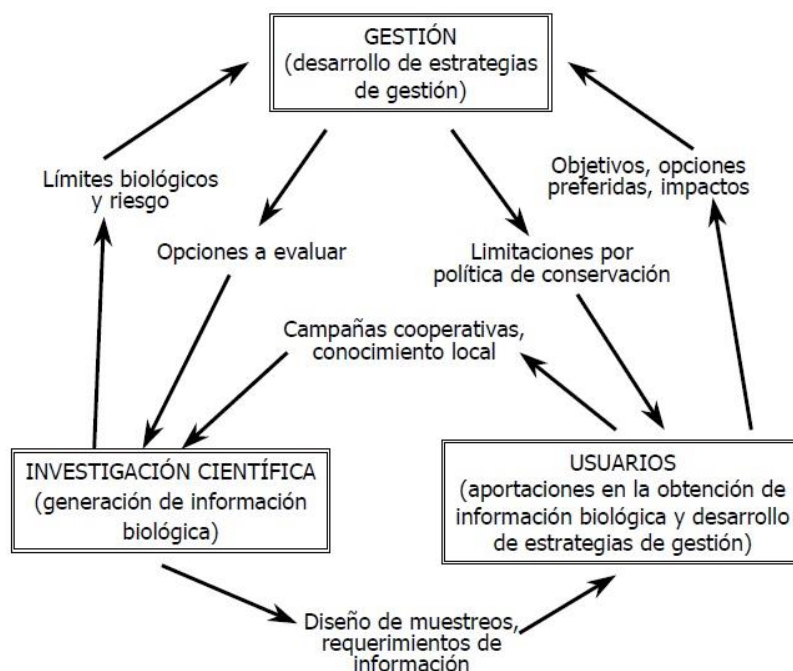 GESTIÓN
(desarrollo de estrategias
de gestión)
Límites biológicos
y riesgo
Objetivos, opciones
preferidas, impactos
Opciones a evaluar
Limitaciones por
política de conservación
Campañas cooperativas,
conocimiento local
INVESTIGACIÓN CIENTÍFICA
(generación de información
biológica)
USUARIOS
(aportaciones en la obtención de
información biológica y desarrollo
de estrategias de gestión)
Diseño de muestreos,
requerimientos de
información